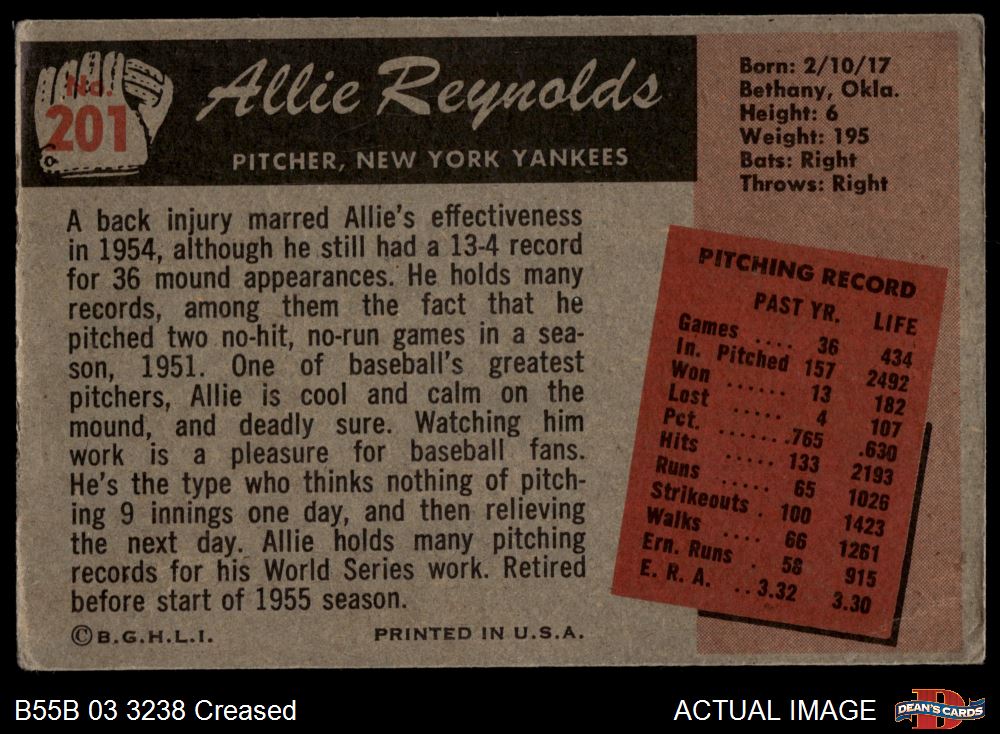 No.
201
Allie Reynolds
PITCHER, NEW YORK YANKEES
Born: 2/10/17
Bethany, Okla.
Height: 6
Weight: 195
Bats: Right
Throws: Right
A back injury marred Allie's effectiveness
in 1954, although he still had a 13-4 record
for 36 mound appearances. He holds many
records, among them the fact that he
pitched two no-hit, no-run games in a sea-
son, 1951. One of baseball's greatest
pitchers, Allie is cool and calm on the
mound, and deadly sure. Watching him
work is a pleasure for baseball fans.
He's the type who thinks nothing of pitch-
ing 9 innings one day, and then relieving
the next day. Allie holds many pitching
records for his World Series work. Retired
before start of 1955 season.
© B.G.H.L.I. PRINTED IN U.S.A.
PITCHING RECORD
PAST YR. LIFE
Games .... 36 434
In. Pitched 157 2492
Won ...... 13 182
Lost ..... 4 107
Pct. .......765 .630
Hits ..... 133 2193
Runs ..... 65 1026
Strikeouts . 100 1423
Walks .... 66 1261
Ern. Runs . 58 915
E. R. A. ..3.32 3.30
B55B 03 3238 Creased
ACTUAL IMAGE
DEAN'S CARDS